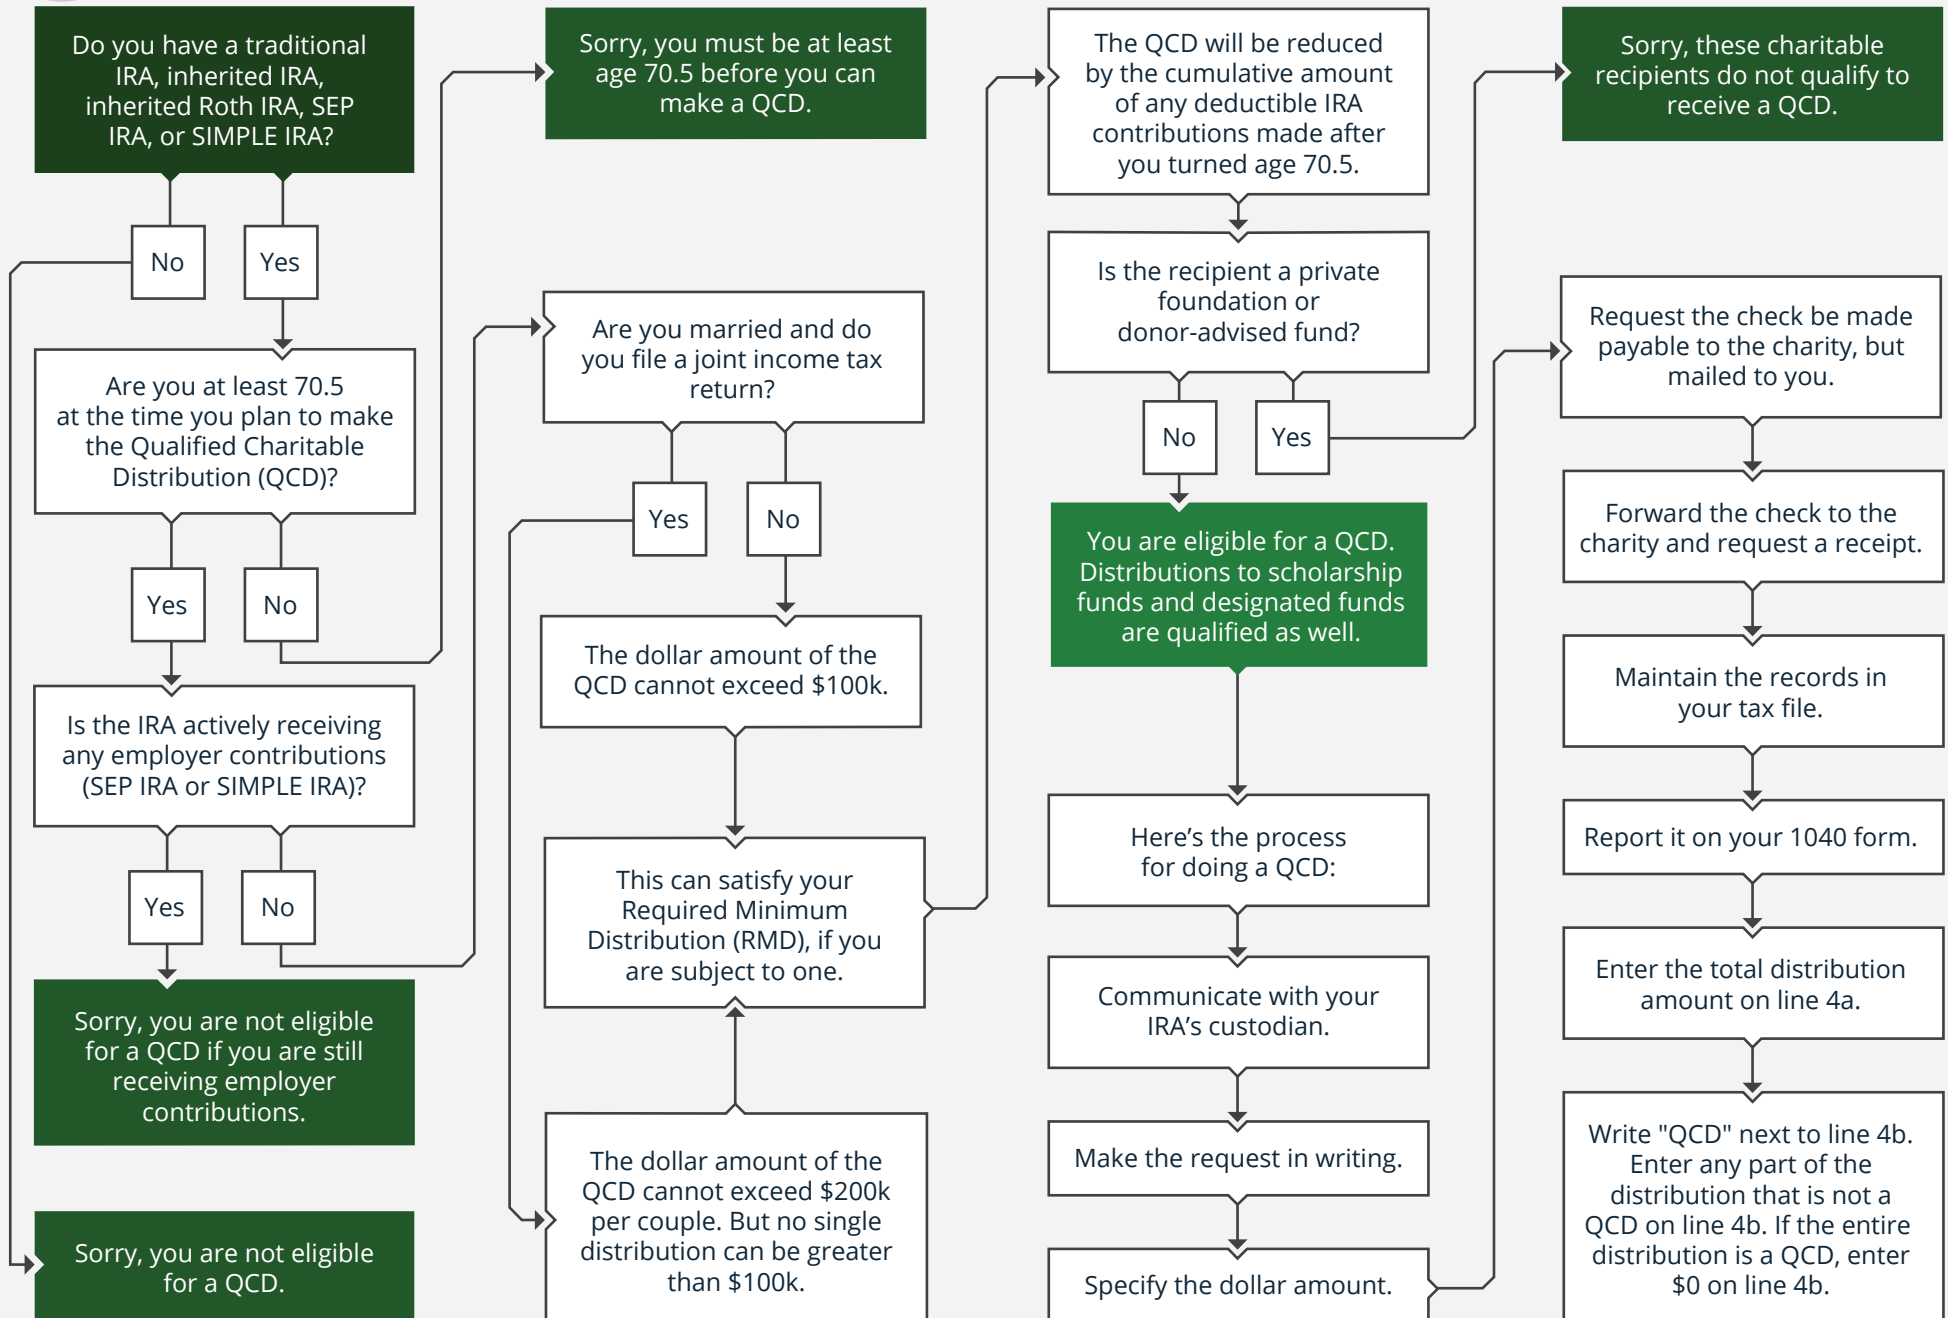 Do you have a traditional
IRA, inherited IRA,
inherited Roth IRA, SEP
IRA, or SIMPLE IRA?
No
Yes
Are you at least 70.5
at the time you plan to make
the Qualified Charitable
Distribution (QCD)?
Yes
No
Is the IRA actively receiving
any employer contributions
(SEP IRA or SIMPLE IRA)?
Yes
No
Sorry, you are not eligible
for a QCD if you are still
receiving employer
contributions.
Sorry, you are not eligible
for a QCD.
Sorry, you must be at least
age 70.5 before you can
make a QCD.
Are you married and do
you file a joint income tax
return?
Yes
No
The dollar amount of the
QCD cannot exceed $100k.
This can satisfy your
Required Minimum
Distribution (RMD), if you
are subject to one.
The dollar amount of the
QCD cannot exceed $200k
per couple. But no single
distribution can be greater
than $100k.
The QCD will be reduced
by the cumulative amount
of any deductible IRA
contributions made after
you turned age 70.5.
Is the recipient a private
foundation or
donor-advised fund?
No
Yes
You are eligible for a QCD.
Distributions to scholarship
funds and designated funds
are qualified as well.
Here’s the process
for doing a QCD:
Communicate with your
IRA’s custodian.
Make the request in writing.
Specify the dollar amount.
Sorry, these charitable
recipients do not qualify to
receive a QCD.
Request the check be made
payable to the charity, but
mailed to you.
Forward the check to the
charity and request a receipt.
Maintain the records in
your tax file.
Report it on your 1040 form.
Enter the total distribution
amount on line 4a.
Write "QCD" next to line 4b.
Enter any part of the
distribution that is not a
QCD on line 4b. If the entire
distribution is a QCD, enter
$0 on line 4b.